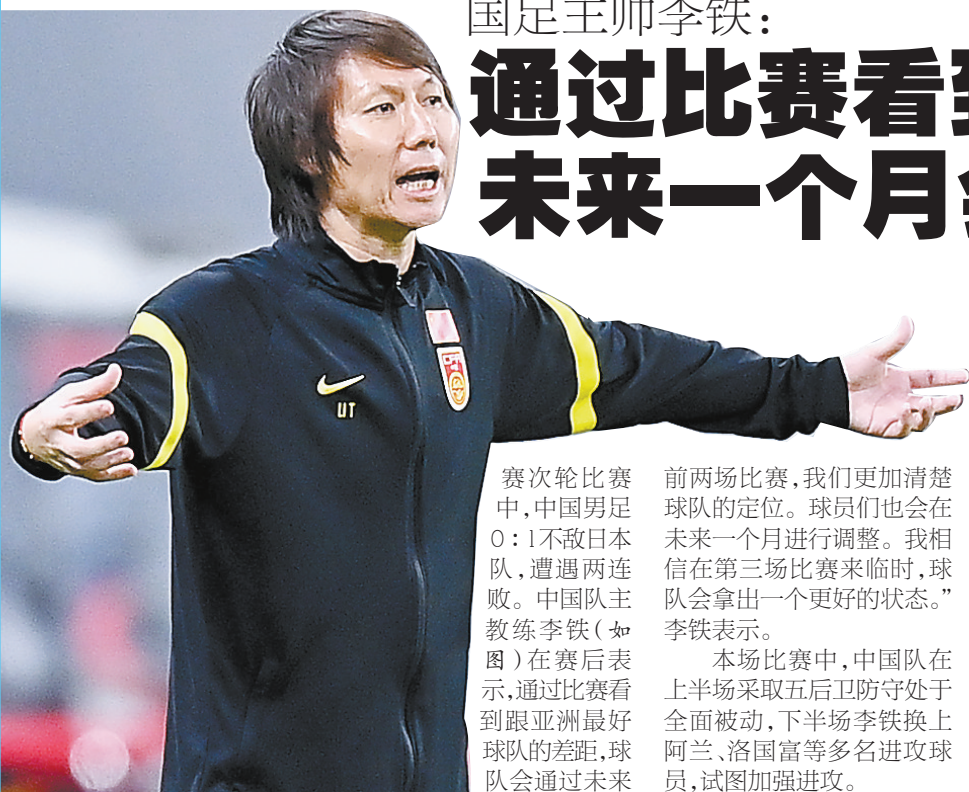 国足主帅李铁：
通过比赛看到
未来一个月会
UT
CFT
赛次轮比赛
中，中国男足
0：1不敌日本
队，遭遇两连
败。中国队主
教练李铁（如
图）在赛后表
示，通过比赛看
到跟亚洲最好
球队的差距，球
队会通过未来
前两场比赛，我们更加清楚
球队的定位。球员们也会在
未来一个月进行调整。我相
信在第三场比赛来临时，球
队会拿出一个更好的状态。”
李铁表示。
本场比赛中，中国队在
上半场采取五后卫防守处于
全面被动，下半场李铁换上
阿兰、洛国富等多名进攻球
员，试图加强进攻。